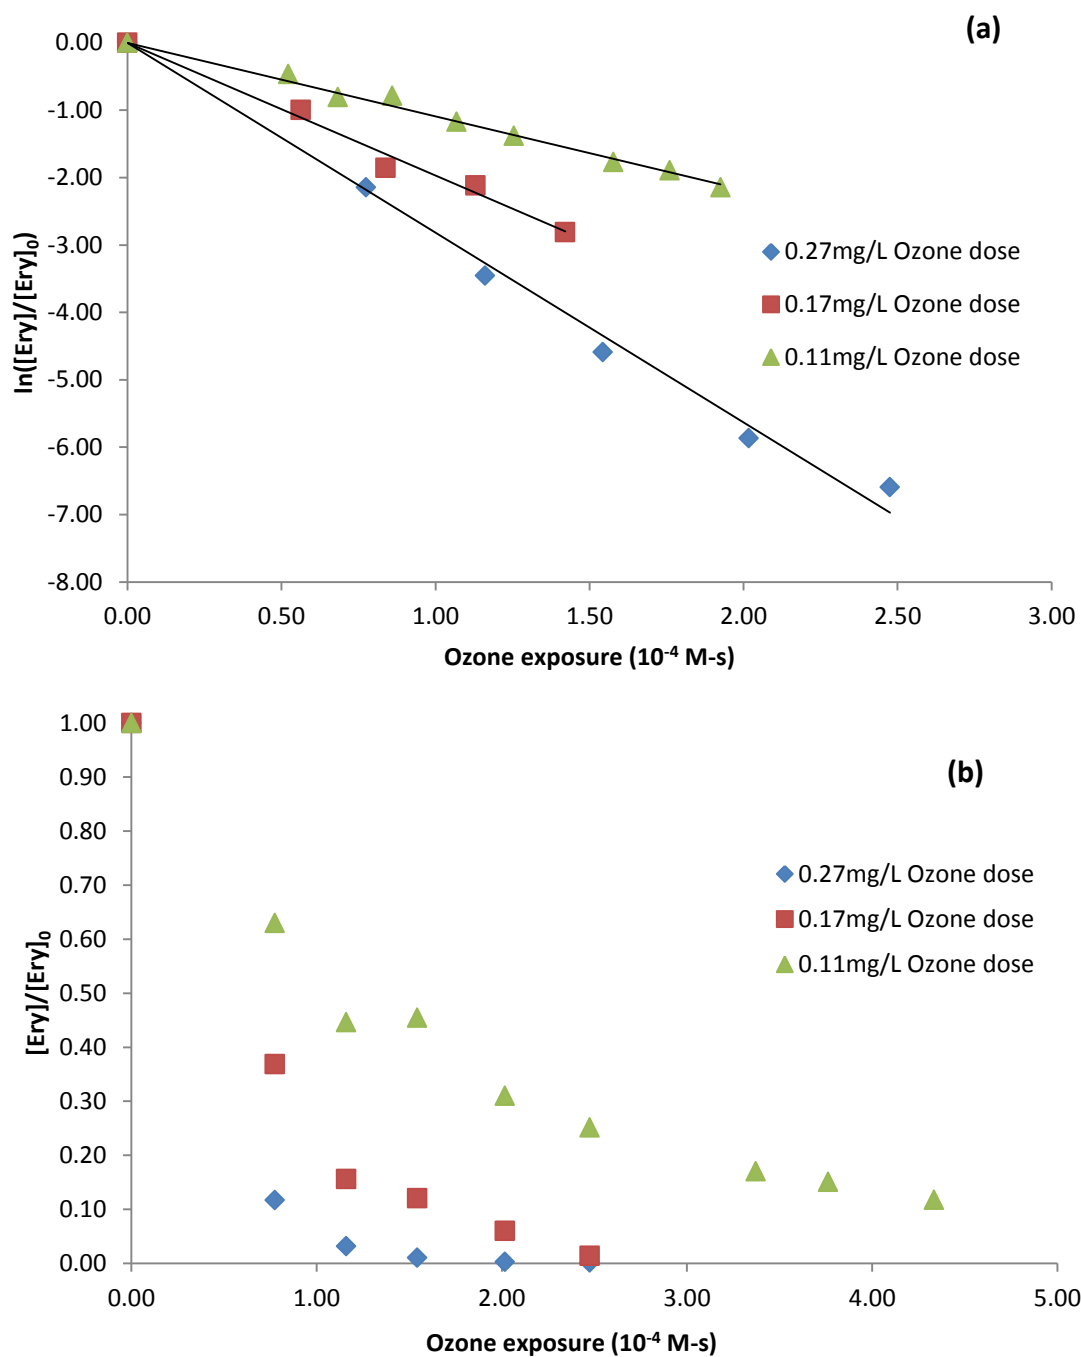 (a)
0.00
-1.00
-2.00
-3.00
-4.00
-5.00
-6.00
-7.00
-8.00
ln([Ery]/[Ery]₀)
0.27mg/L Ozone dose
0.17mg/L Ozone dose
0.11mg/L Ozone dose
0.00 0.50 1.00 1.50 2.00 2.50 3.00
Ozone exposure (10⁻⁴ M-s)
(b)
1.00
0.90
0.80
0.70
0.60
0.50
0.40
0.30
0.20
0.10
0.00
[Ery]/[Ery]₀
0.27mg/L Ozone dose
0.17mg/L Ozone dose
0.11mg/L Ozone dose
0.00 1.00 2.00 3.00 4.00 5.00
Ozone exposure (10⁻⁴ M-s)